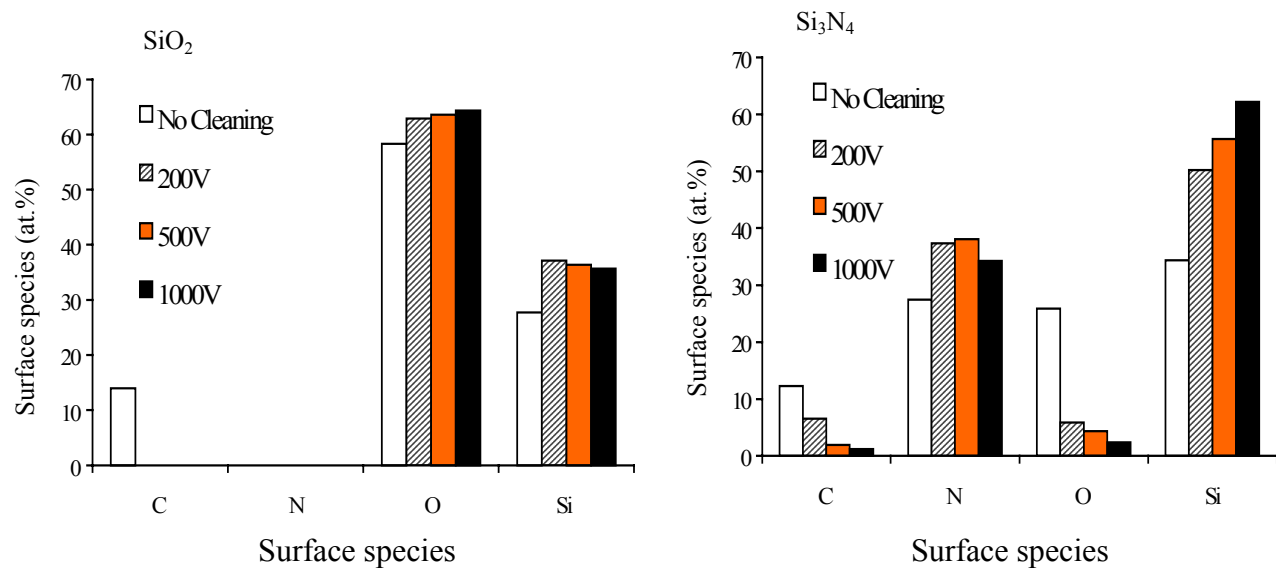 SiO₂
Surface species (at.%)
70
60
50
40
30
20
10
0
No Cleaning
200V
500V
1000V
C N O Si
Surface species
Si₃N₄
Surface species (at.%)
70
60
50
40
30
20
10
0
No Cleaning
200V
500V
1000V
C N O Si
Surface species